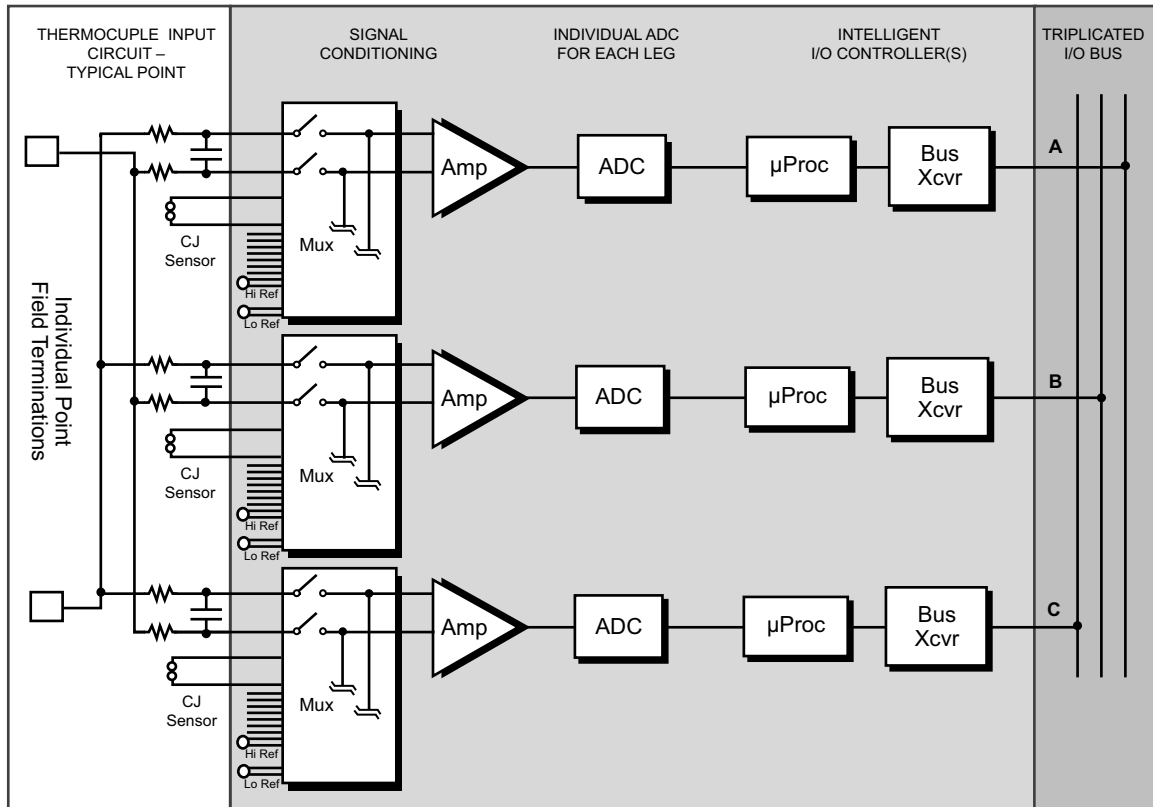 THERMOCUPLE INPUT
CIRCUIT –
TYPICAL POINT
SIGNAL
CONDITIONING
INDIVIDUAL ADC
FOR EACH LEG
INTELLIGENT
I/O CONTROLLER(S)
TRIPLICATED
I/O BUS
Individual Point
Field Terminations
CJ
Sensor
Hi Ref
Lo Ref
Mux
Amp
ADC
µProc
Bus
Xcvr
A
CJ
Sensor
Hi Ref
Lo Ref
Mux
Amp
ADC
µProc
Bus
Xcvr
B
CJ
Sensor
Hi Ref
Lo Ref
Mux
Amp
ADC
µProc
Bus
Xcvr
C